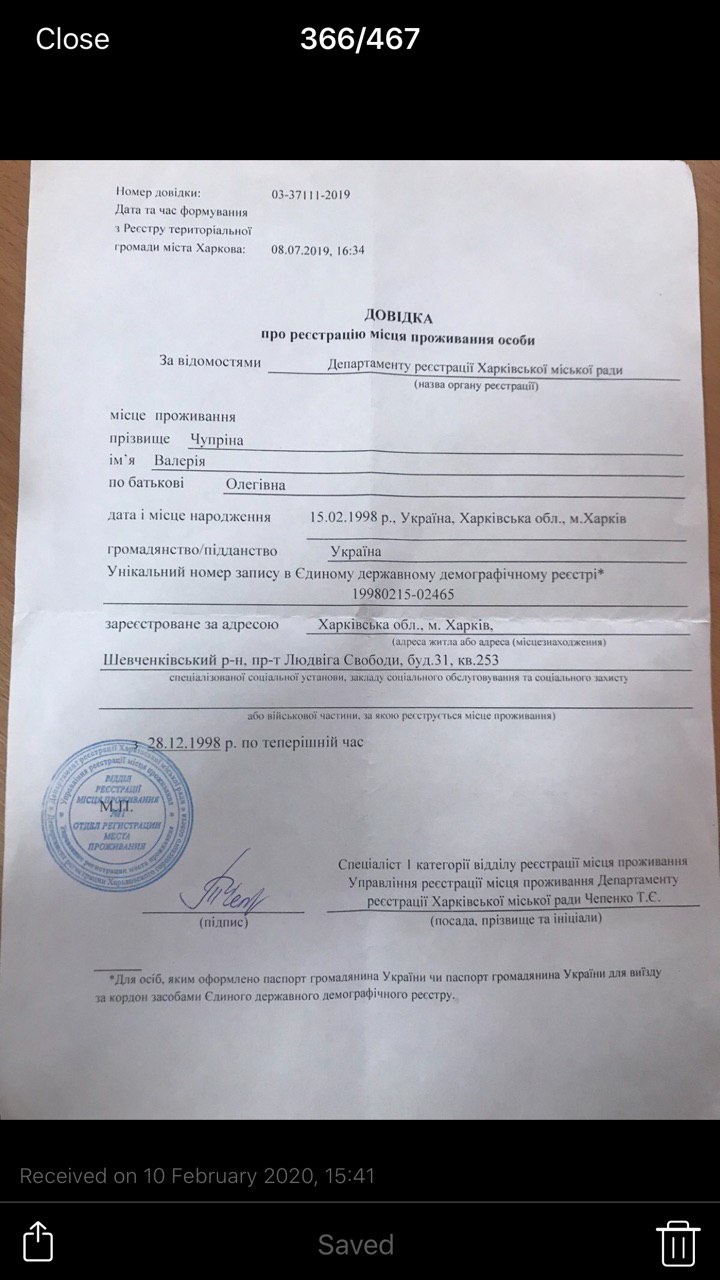 Close
366/467
Номер довідки: 03-37111-2019
Дата та час формування
з Реєстру територіальної
громади міста Харкова: 08.07.2019, 16:34
ДОВІДКА
про реєстрацію місця проживання особи
За відомостями Департаменту реєстрації Харківської міської ради
(назва органу реєстрації)
місце проживання
прізвище Чупріна
ім'я Валерія
по батькові Олегівна
дата і місце народження 15.02.1998 р., Україна, Харківська обл., м.Харків
громадянство/підданство Україна
Унікальний номер запису в Єдиному державному демографічному реєстрі*
19980215-02465
зареєстроване за адресою Харківська обл., м. Харків,
(адреса житла або адреса (місцезнаходження)
Шевченківський р-н, пр-т Людвіга Свободи, буд.31, кв.253
спеціалізованої соціальної установи, закладу соціального обслуговування та соціального захисту
або військової частини, за якою реєструється місце проживання)
з 28.12.1998 р. по теперішній час
ВІДДІЛ
РЕЄСТРАЦІЇ
МІСЦЯ ПРОЖИВАННЯ
М.П.
ОТДЕЛ РЕГИСТРАЦИИ
МЕСТА
ПРОЖИВАНИЯ
Спеціаліст 1 категорії відділу реєстрації місця проживання
Управління реєстрації місця проживання Департаменту
реєстрації Харківської міської ради Чепенко Т.Є.
(підпис) (посада, прізвище та ініціали)
*Для осіб, яким оформлено паспорт громадянина України чи паспорт громадянина України для виїзду
за кордон засобами Єдиного державного демографічного реєстру.
Received on 10 February 2020, 15:41
Saved